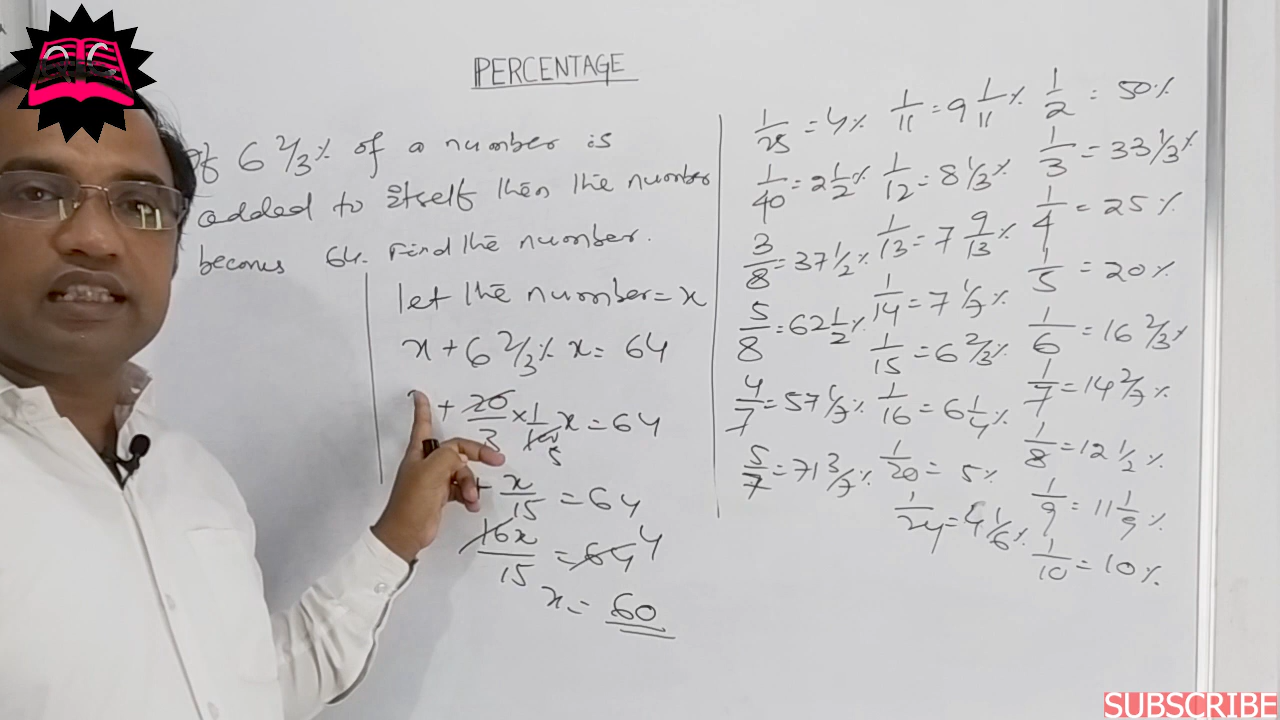 PERCENTAGE
If 6 2/3% of a number is
added to itself then the number
becomes 64. Find the number.
let the number = x
x + 6 2/3% x = 64
+ 20/3 × 1/100 x = 64
5
+ x/15 = 64
16x/15 = 64 4
x = 60
1/25 = 4%
1/40 = 2 1/2%
3/8 = 37 1/2%
5/8 = 62 1/2%
4/7 = 57 1/7%
5/7 = 71 3/7%
1/11 = 9 1/11%
1/12 = 8 1/3%
1/13 = 7 9/13%
1/14 = 7 1/7%
1/15 = 6 2/3%
1/16 = 6 1/4%
1/20 = 5%
1/24 = 4 1/6%
1/2 = 50%
1/3 = 33 1/3%
1/4 = 25%
1/5 = 20%
1/6 = 16 2/3%
1/7 = 14 2/7%
1/8 = 12 1/2%
1/9 = 11 1/9%
1/10 = 10%
SUBSCRIBE